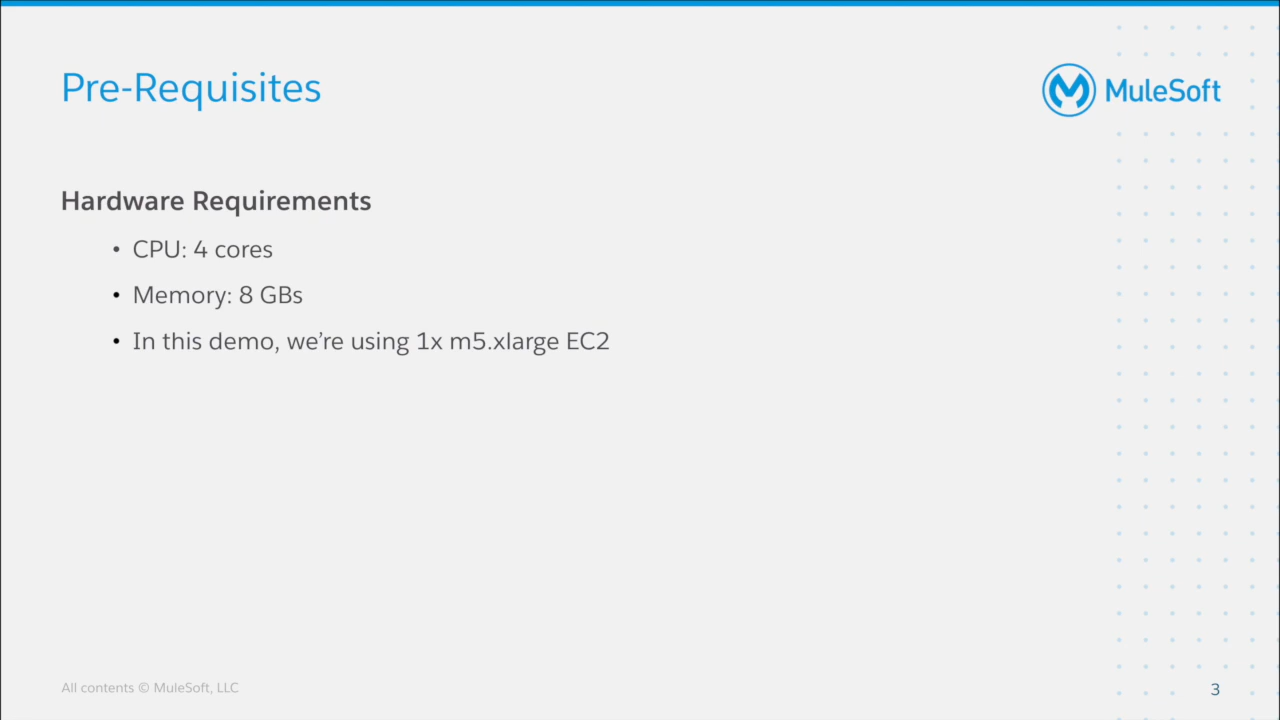 Pre-Requisites
MuleSoft
Hardware Requirements
• CPU: 4 cores
• Memory: 8 GBs
• In this demo, we’re using 1x m5.xlarge EC2
All contents © MuleSoft, LLC
3